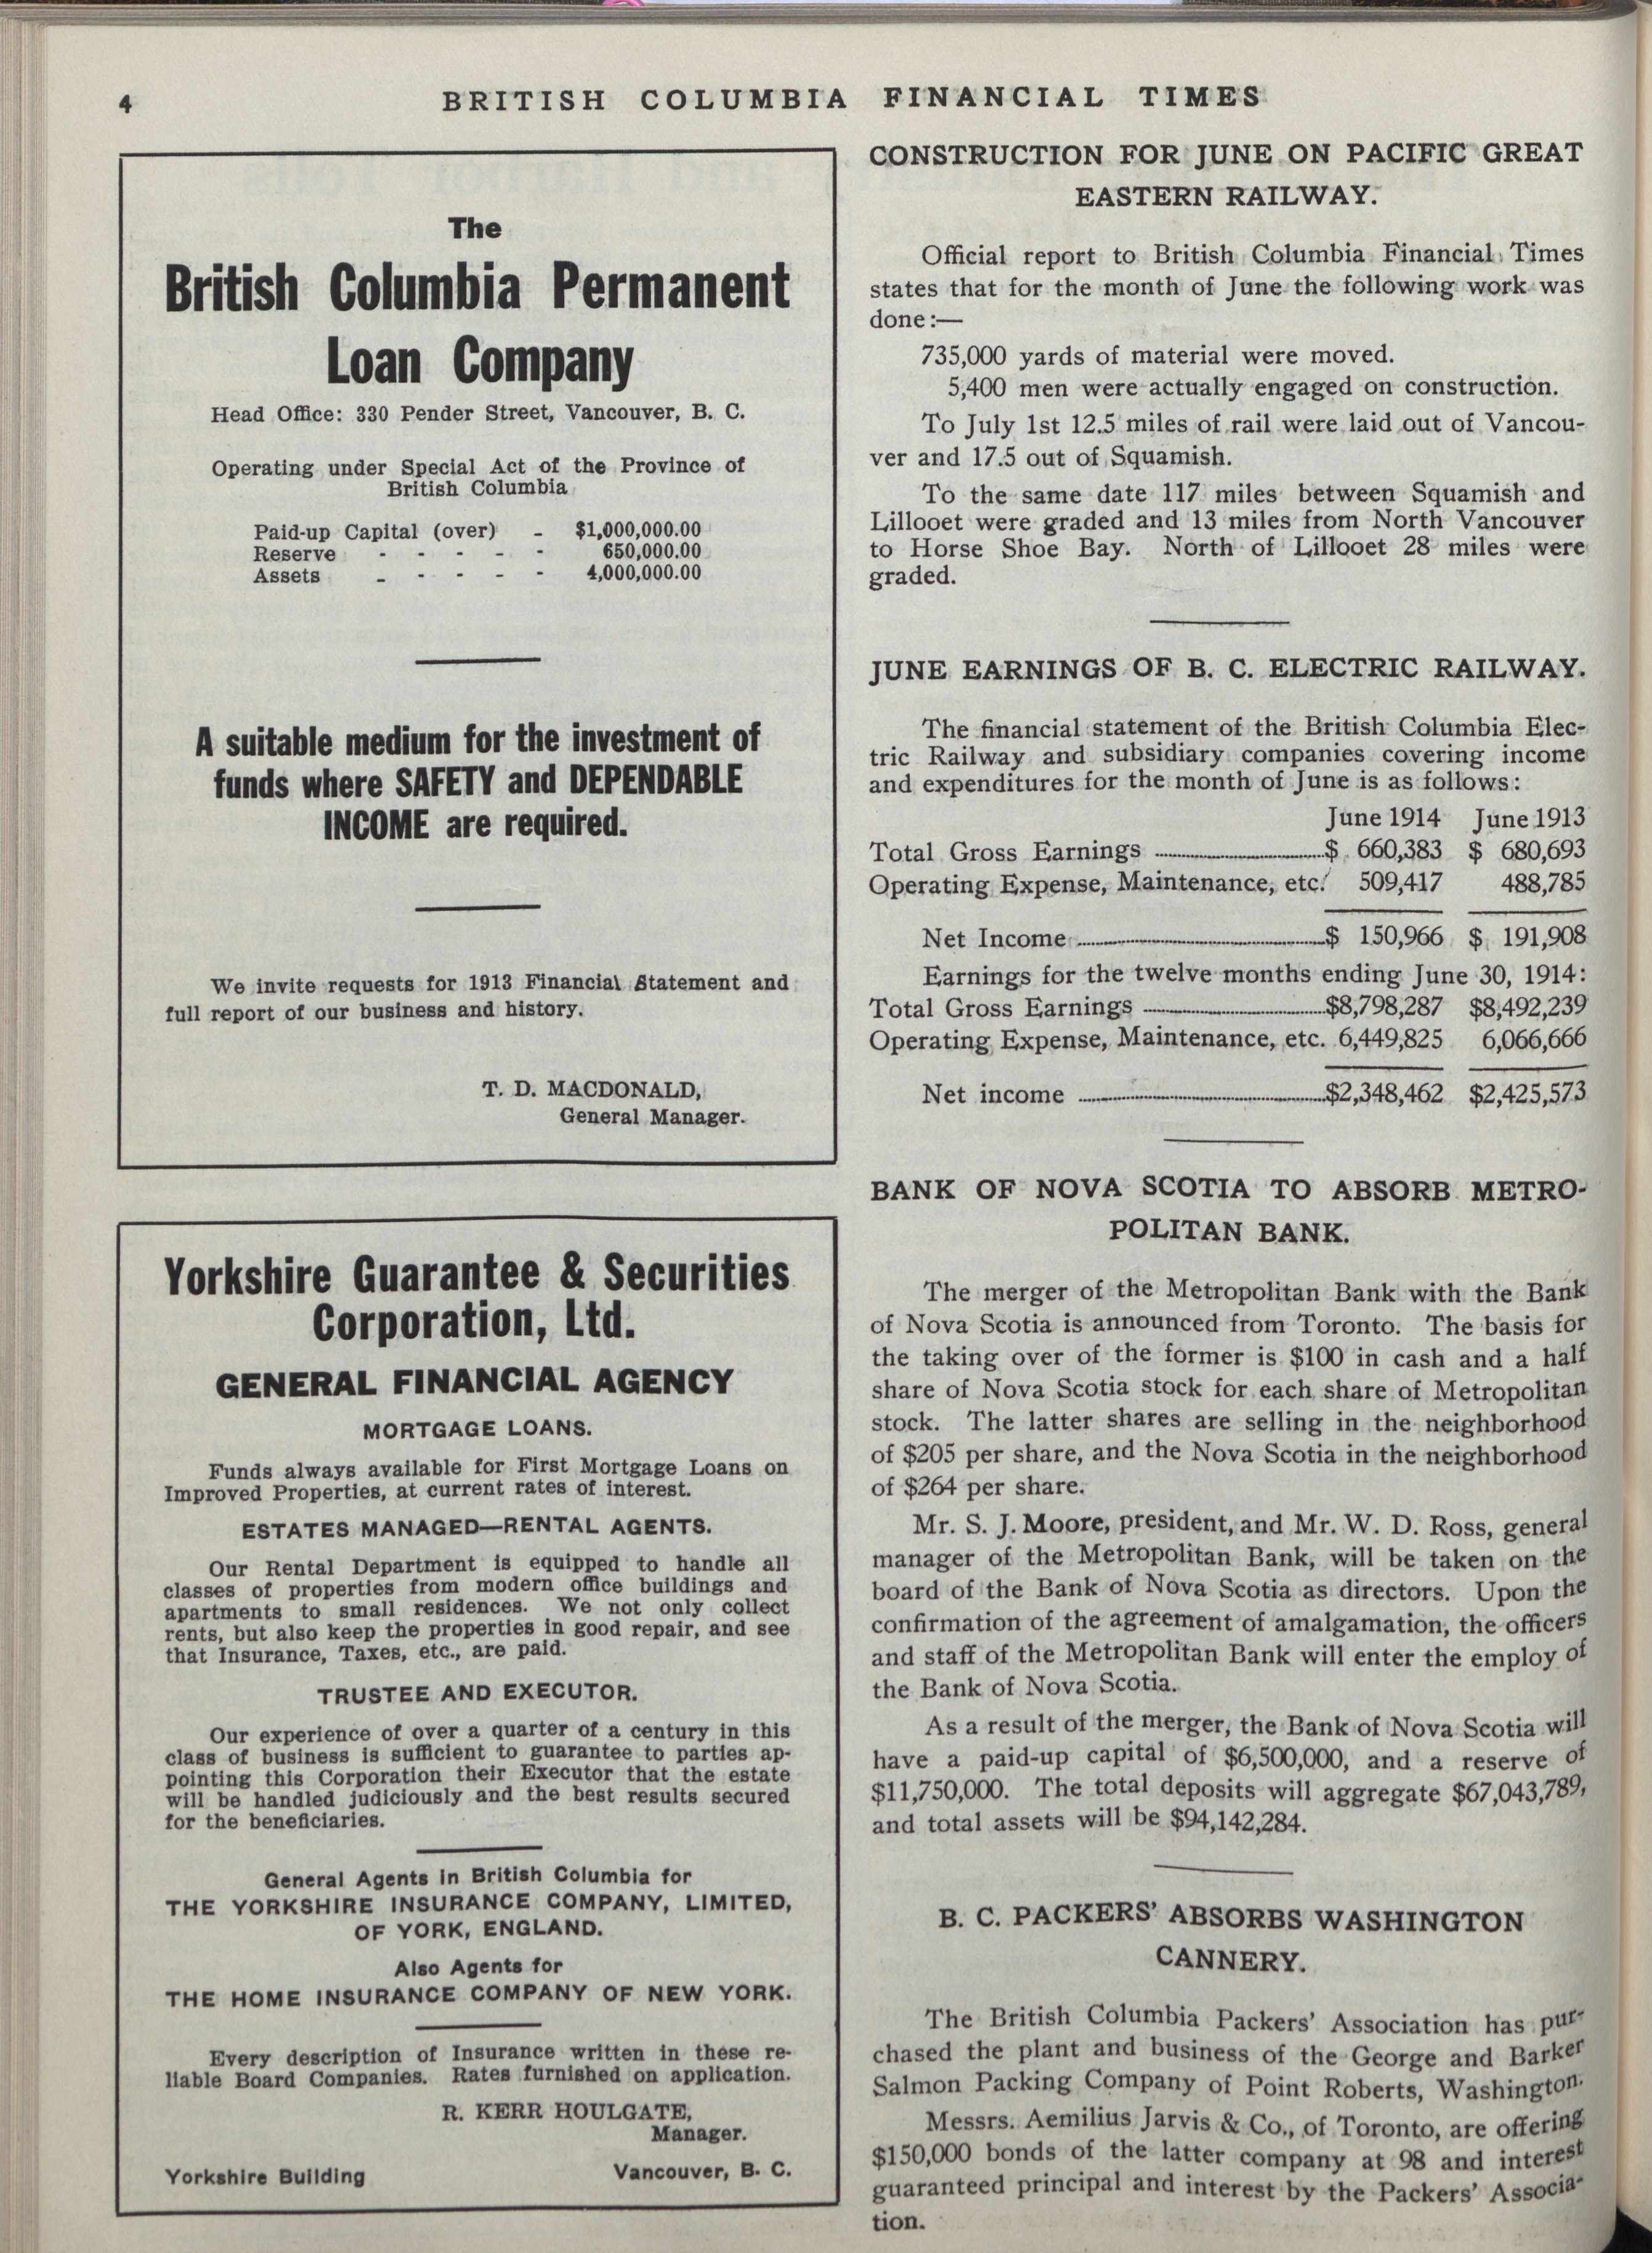 4
BRITISH COLUMBIA FINANCIAL TIMES
The
British Columbia Permanent
Loan Company
Head Office: 330 Pender Street, Vancouver, B. C.
Operating under Special Act of the Province of
British Columbia
Paid-up Capital (over) - $1,000,000.00
Reserve - - - - - 650,000.00
Assets - - - - - 4,000,000.00
A suitable medium for the investment of
funds where SAFETY and DEPENDABLE
INCOME are required.
We invite requests for 1913 Financial Statement and
full report of our business and history.
T. D. MACDONALD,
General Manager.
Yorkshire Guarantee & Securities
Corporation, Ltd.
GENERAL FINANCIAL AGENCY
MORTGAGE LOANS.
Funds always available for First Mortgage Loans on
Improved Properties, at current rates of interest.
ESTATES MANAGED—RENTAL AGENTS.
Our Rental Department is equipped to handle all
classes of properties from modern office buildings and
apartments to small residences. We not only collect
rents, but also keep the properties in good repair, and see
that Insurance, Taxes, etc., are paid.
TRUSTEE AND EXECUTOR.
Our experience of over a quarter of a century in this
class of business is sufficient to guarantee to parties ap-
pointing this Corporation their Executor that the estate
will be handled judiciously and the best results secured
for the beneficiaries.
General Agents in British Columbia for
THE YORKSHIRE INSURANCE COMPANY, LIMITED,
OF YORK, ENGLAND.
Also Agents for
THE HOME INSURANCE COMPANY OF NEW YORK.
Every description of Insurance written in these re-
liable Board Companies. Rates furnished on application.
R. KERR HOULGATE,
Manager.
Yorkshire Building Vancouver, B. C.
CONSTRUCTION FOR JUNE ON PACIFIC GREAT
EASTERN RAILWAY.
Official report to British Columbia Financial Times
states that for the month of June the following work was
done:—
735,000 yards of material were moved.
5,400 men were actually engaged on construction.
To July 1st 12.5 miles of rail were laid out of Vancou-
ver and 17.5 out of Squamish.
To the same date 117 miles between Squamish and
Lillooet were graded and 13 miles from North Vancouver
to Horse Shoe Bay. North of Lillooet 28 miles were
graded.
JUNE EARNINGS OF B. C. ELECTRIC RAILWAY.
The financial statement of the British Columbia Elec-
tric Railway and subsidiary companies covering income
and expenditures for the month of June is as follows:
June 1914 June 1913
Total Gross Earnings $ 660,383 $ 680,693
Operating Expense, Maintenance, etc. 509,417 488,785
Net Income $ 150,966 $ 191,908
Earnings for the twelve months ending June 30, 1914:
Total Gross Earnings $8,798,287 $8,492,239
Operating Expense, Maintenance, etc. 6,449,825 6,066,666
Net income $2,348,462 $2,425,573
BANK OF NOVA SCOTIA TO ABSORB METRO-
POLITAN BANK.
The merger of the Metropolitan Bank with the Bank
of Nova Scotia is announced from Toronto. The basis for
the taking over of the former is $100 in cash and a half
share of Nova Scotia stock for each share of Metropolitan
stock. The latter shares are selling in the neighborhood
of $205 per share, and the Nova Scotia in the neighborhood
of $264 per share.
Mr. S. J. Moore, president, and Mr. W. D. Ross, general
manager of the Metropolitan Bank, will be taken on the
board of the Bank of Nova Scotia as directors. Upon the
confirmation of the agreement of amalgamation, the officers
and staff of the Metropolitan Bank will enter the employ of
the Bank of Nova Scotia.
As a result of the merger, the Bank of Nova Scotia will
have a paid-up capital of $6,500,000, and a reserve of
$11,750,000. The total deposits will aggregate $67,043,789,
and total assets will be $94,142,284.
B. C. PACKERS' ABSORBS WASHINGTON
CANNERY.
The British Columbia Packers' Association has pur-
chased the plant and business of the George and Barker
Salmon Packing Company of Point Roberts, Washington.
Messrs. Aemilius Jarvis & Co., of Toronto, are offering
$150,000 bonds of the latter company at 98 and interest
guaranteed principal and interest by the Packers' Associa-
tion.